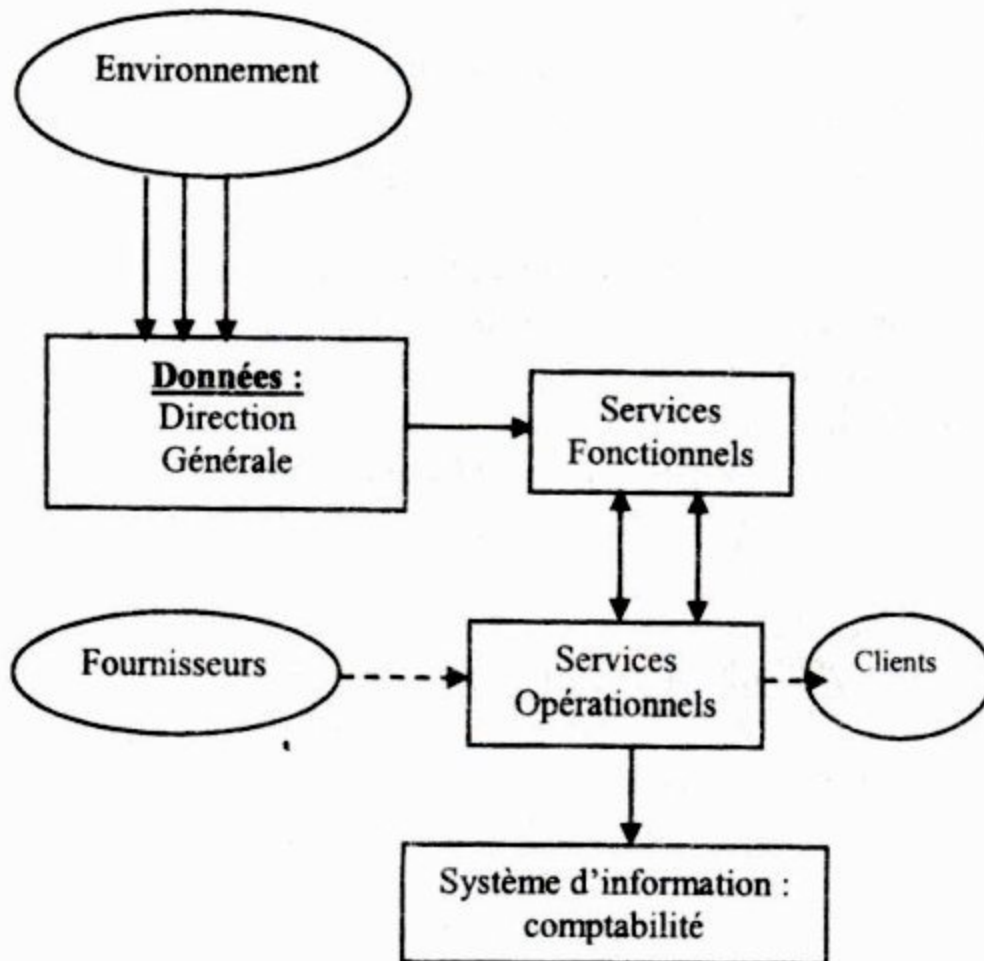 Environnement
Données :
Direction
Générale
Services
Fonctionnels
Fournisseurs
Services
Opérationnels
Clients
Système d'information :
comptabilité